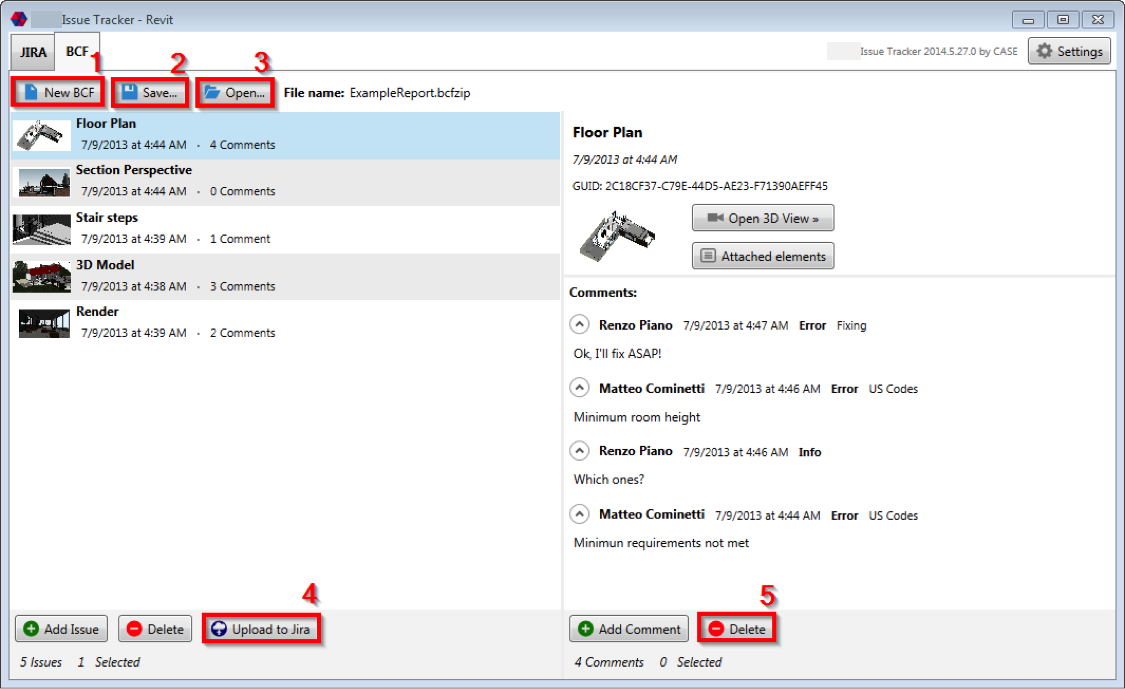 Issue Tracker - Revit
JIRA
BCF
Issue Tracker 2014.5.27.0 by CASE
Settings
1
2
3
New BCF
Save...
Open...
File name: ExampleReport.bcfzip
Floor Plan
7/9/2013 at 4:44 AM - 4 Comments
Section Perspective
7/9/2013 at 4:44 AM - 0 Comments
Stair steps
7/9/2013 at 4:39 AM - 1 Comment
3D Model
7/9/2013 at 4:38 AM - 3 Comments
Render
7/9/2013 at 4:39 AM - 2 Comments
Floor Plan
7/9/2013 at 4:44 AM
GUID: 2C18CF37-C79E-44D5-AE23-F71390AEFF45
Open 3D View »
Attached elements
Comments:
Renzo Piano 7/9/2013 at 4:47 AM Error Fixing
Ok, I'll fix ASAP!
Matteo Cominetti 7/9/2013 at 4:46 AM Error US Codes
Minimum room height
Renzo Piano 7/9/2013 at 4:46 AM Info
Which ones?
Matteo Cominetti 7/9/2013 at 4:44 AM Error US Codes
Minimun requirements not met
4
5
Add Issue
Delete
Upload to Jira
Add Comment
Delete
5 Issues 1 Selected
4 Comments 0 Selected